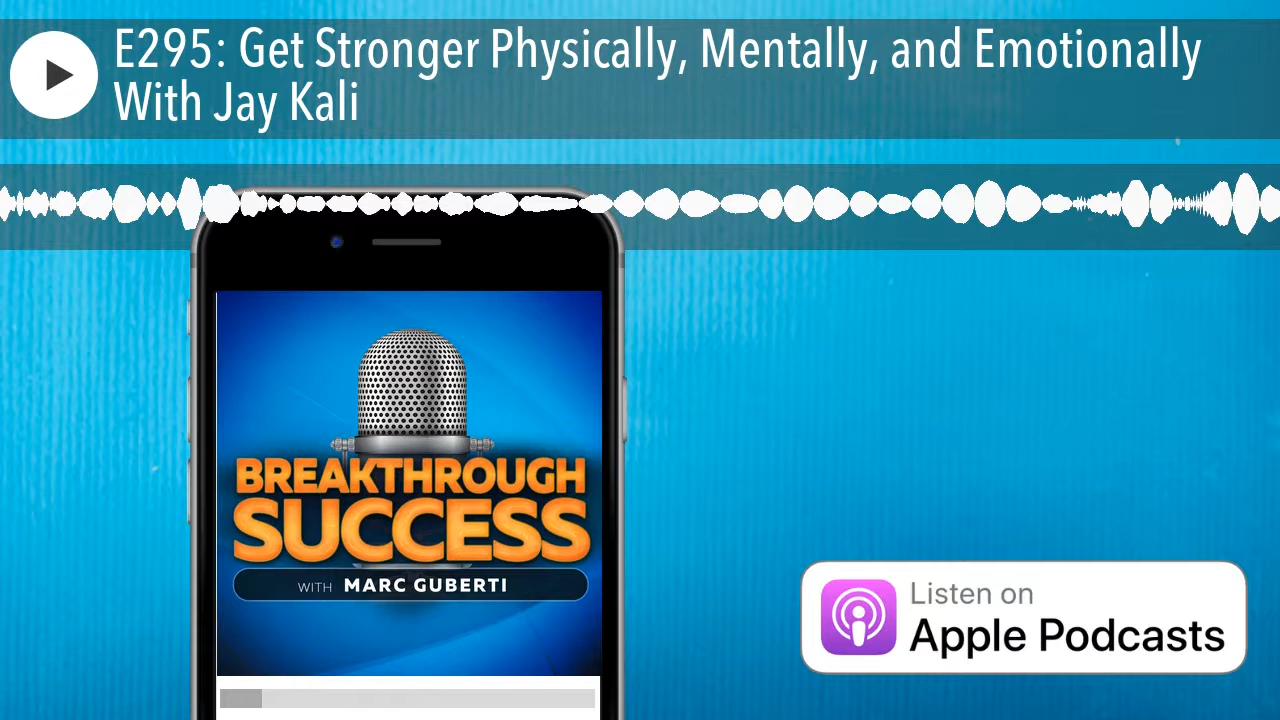 E295: Get Stronger Physically, Mentally, and Emotionally
With Jay Kali
BREAKTHROUGH
SUCCESS
WITH MARC GUBERTI
Listen on
Apple Podcasts